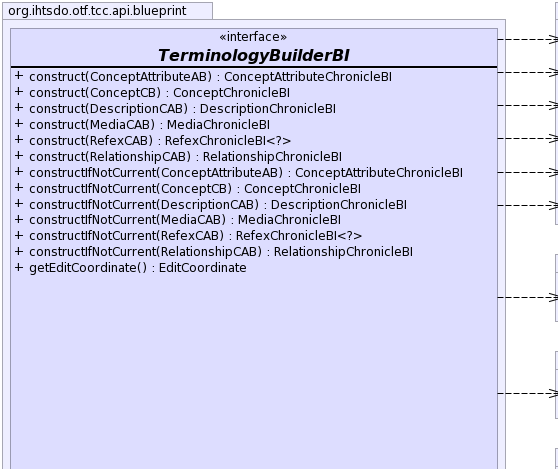 org.ihtsdo.otf.tcc.api.blueprint
«interface»
TerminologyBuilderBI
+ construct(ConceptAttributeAB) : ConceptAttributeChronicleBI
+ construct(ConceptCB) : ConceptChronicleBI
+ construct(DescriptionCAB) : DescriptionChronicleBI
+ construct(MediaCAB) : MediaChronicleBI
+ construct(RefexCAB) : RefexChronicleBI<?>
+ construct(RelationshipCAB) : RelationshipChronicleBI
+ constructIfNotCurrent(ConceptAttributeAB) : ConceptAttributeChronicleBI
+ constructIfNotCurrent(ConceptCB) : ConceptChronicleBI
+ constructIfNotCurrent(DescriptionCAB) : DescriptionChronicleBI
+ constructIfNotCurrent(MediaCAB) : MediaChronicleBI
+ constructIfNotCurrent(RefexCAB) : RefexChronicleBI<?>
+ constructIfNotCurrent(RelationshipCAB) : RelationshipChronicleBI
+ getEditCoordinate() : EditCoordinate